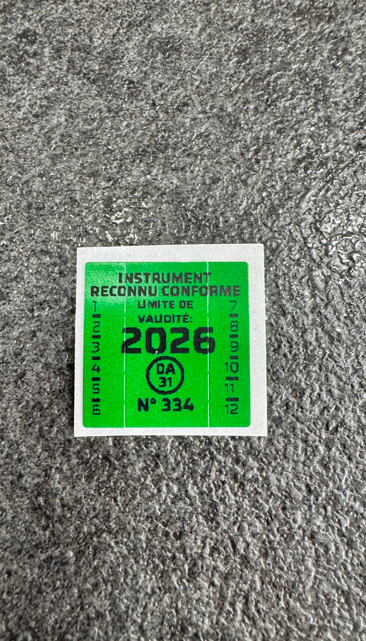 INSTRUMENT
RECONNU CONFORME
LIMITE DE
VALIDITÉ:
2026
DA
31
N° 334
1
2
3
4
5
6
7
8
9
10
11
12